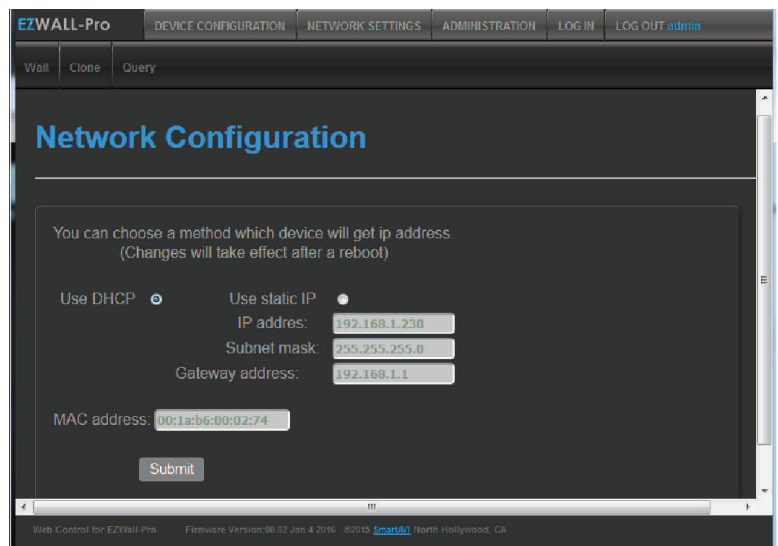 EZWALL-Pro DEVICE CONFIGURATION NETWORK SETTINGS ADMINISTRATION LOG IN LOG OUT admin
Wall Clone Query
Network Configuration
You can choose a method which device will get ip address.
(Changes will take effect after a reboot)
Use DHCP Use static IP
IP addres: 192.168.1.230
Subnet mask: 255.255.255.0
Gateway address: 192.168.1.1
MAC address: 00:1a:b6:00:02:74
Submit
Web Control for EZWall-Pro Firmware Version:00.02 Jan 4 2016 ©2015 SmartAVI North Hollywood, CA